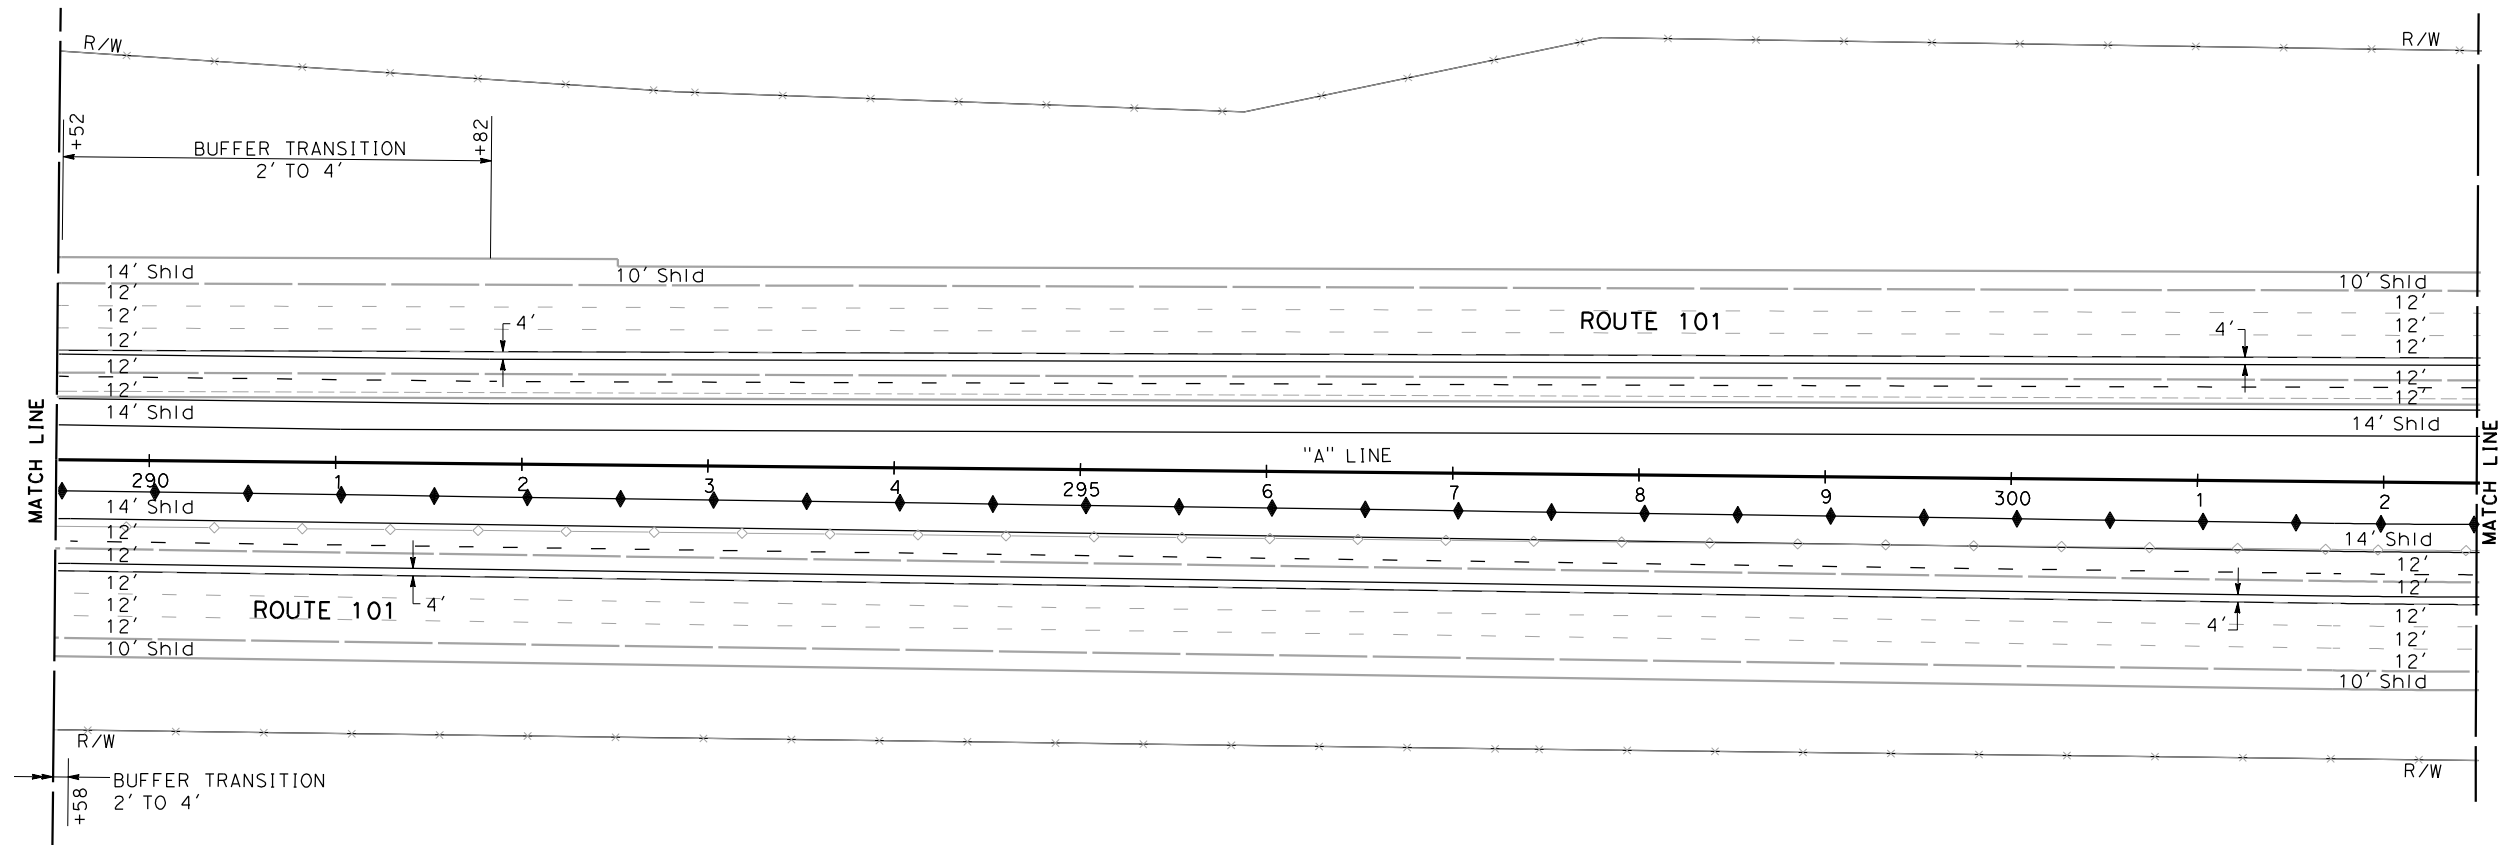 R/W
R/W
+52
+82
BUFFER TRANSITION
2' TO 4'
14' Shld
10' Shld
10' Shld
12'
12'
12'
12'
12'
14' Shld
4'
ROUTE 101
4'
12'
12'
12'
12'
12'
14' Shld
MATCH LINE
MATCH LINE
"A" LINE
290
1
2
3
4
295
6
7
8
9
300
1
2
14' Shld
12'
12'
12'
12'
12'
10' Shld
ROUTE 101
4'
4'
14' Shld
12'
12'
12'
12'
12'
10' Shld
R/W
R/W
BUFFER TRANSITION
2' TO 4'
+58